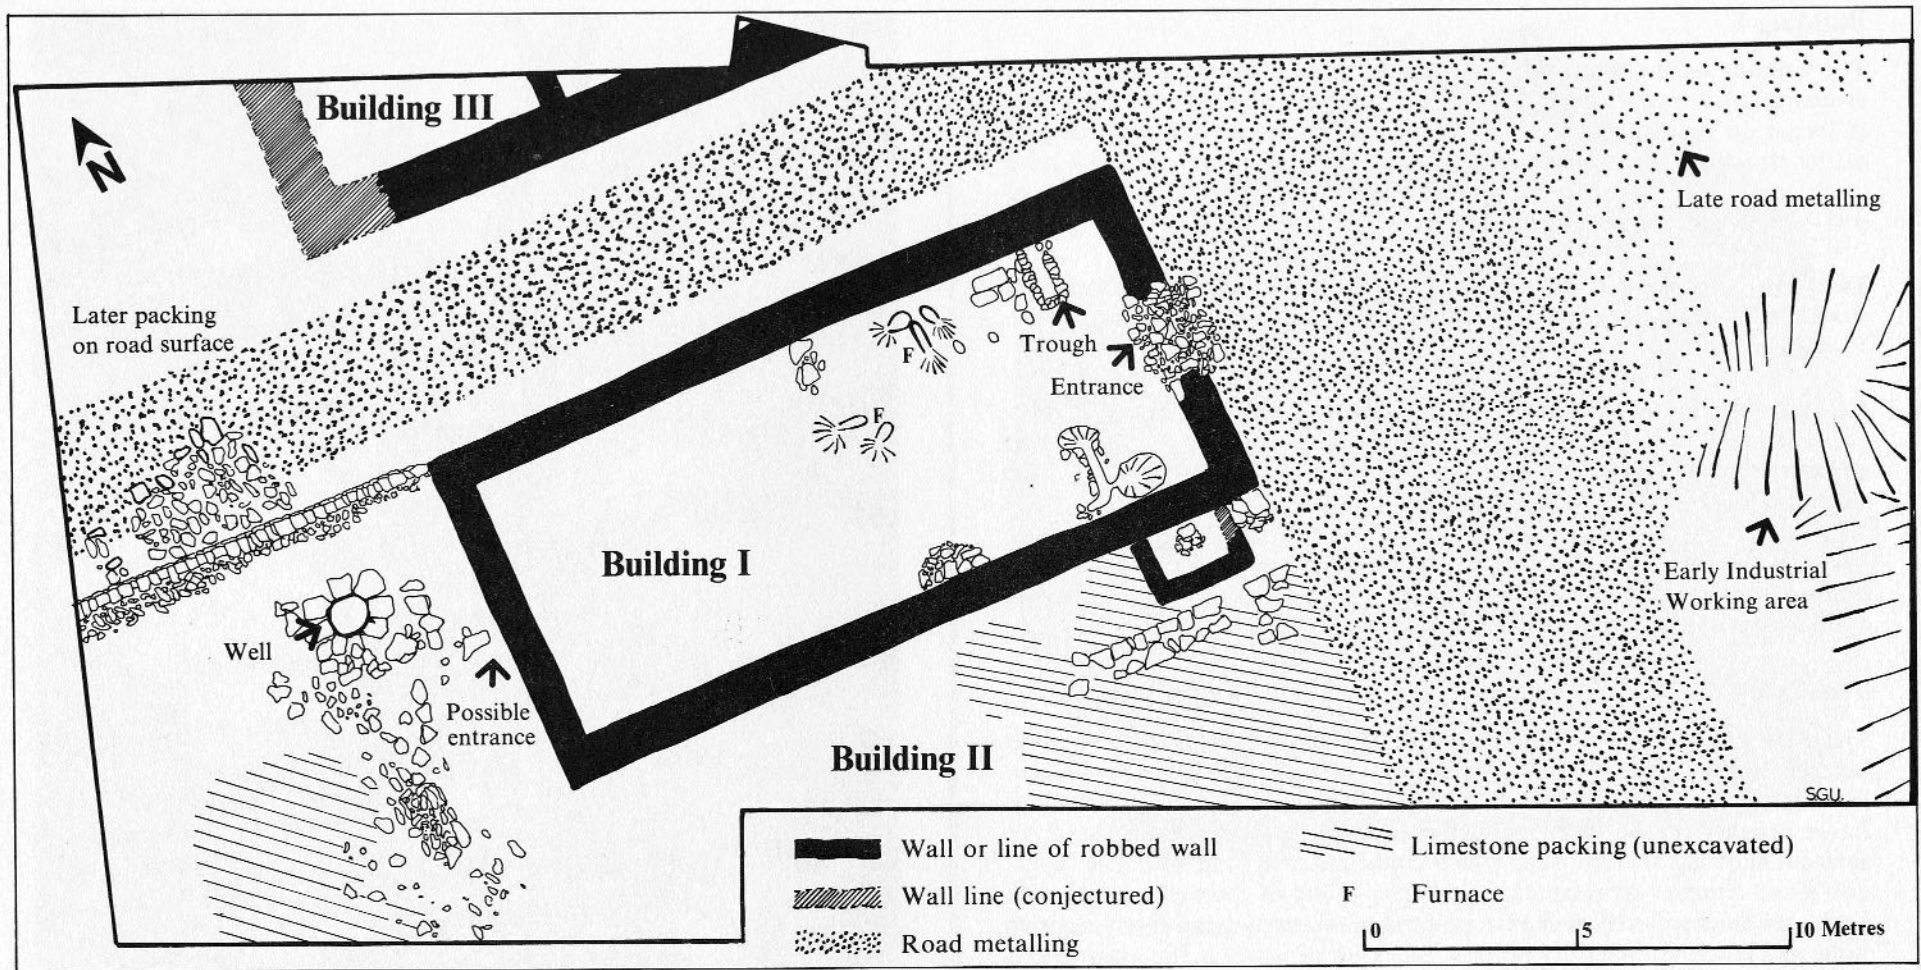 Building III
N
Late road metalling
Later packing
on road surface
F
Trough
Entrance
F
Building I
Early Industrial
Working area
Well
Possible
entrance
Building II
S.G.U.
Wall or line of robbed wall
Limestone packing (unexcavated)
Wall line (conjectured)
F Furnace
Road metalling
0 5 10 Metres